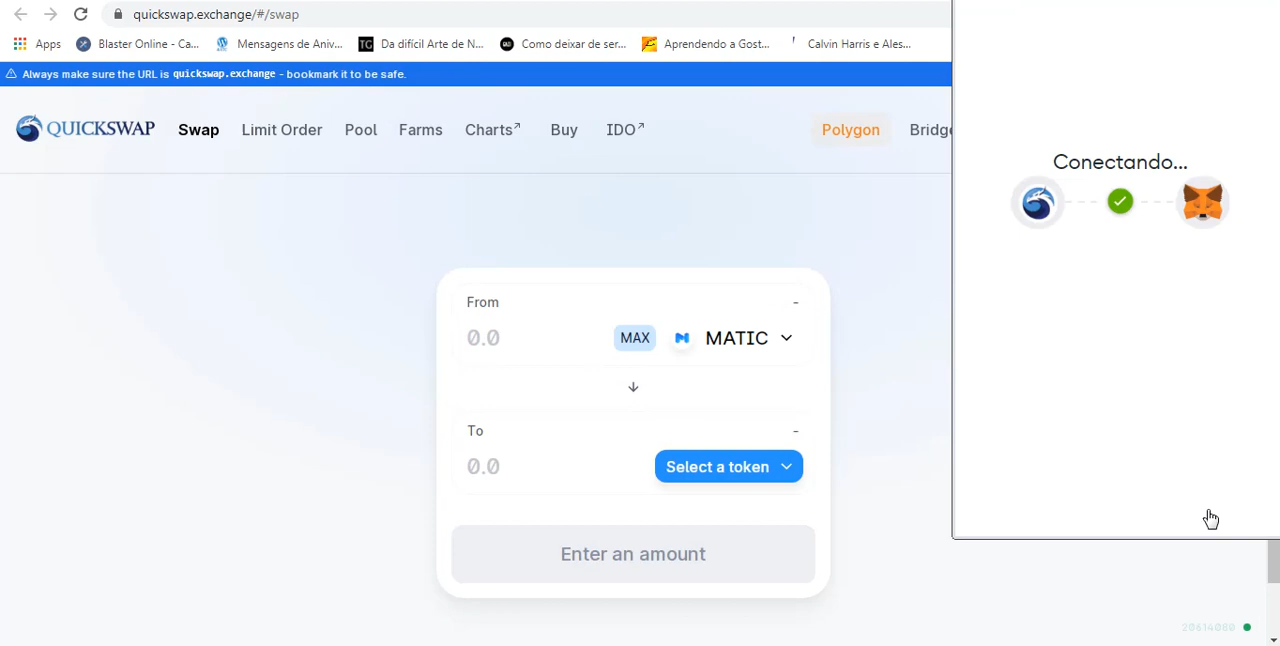 quickswap.exchange/#/swap
Apps Blaster Online - Ca... Mensagens de Aniv... TG Da difícil Arte de N... Como deixar de ser... Aprendendo a Gost... Calvin Harris e Ales...
Always make sure the URL is quickswap.exchange - bookmark it to be safe.
QUICKSWAP Swap Limit Order Pool Farms Charts↗ Buy IDO↗ Polygon Bridge
Conectando...
From -
0.0 MAX MATIC
To -
0.0 Select a token
Enter an amount
20614080